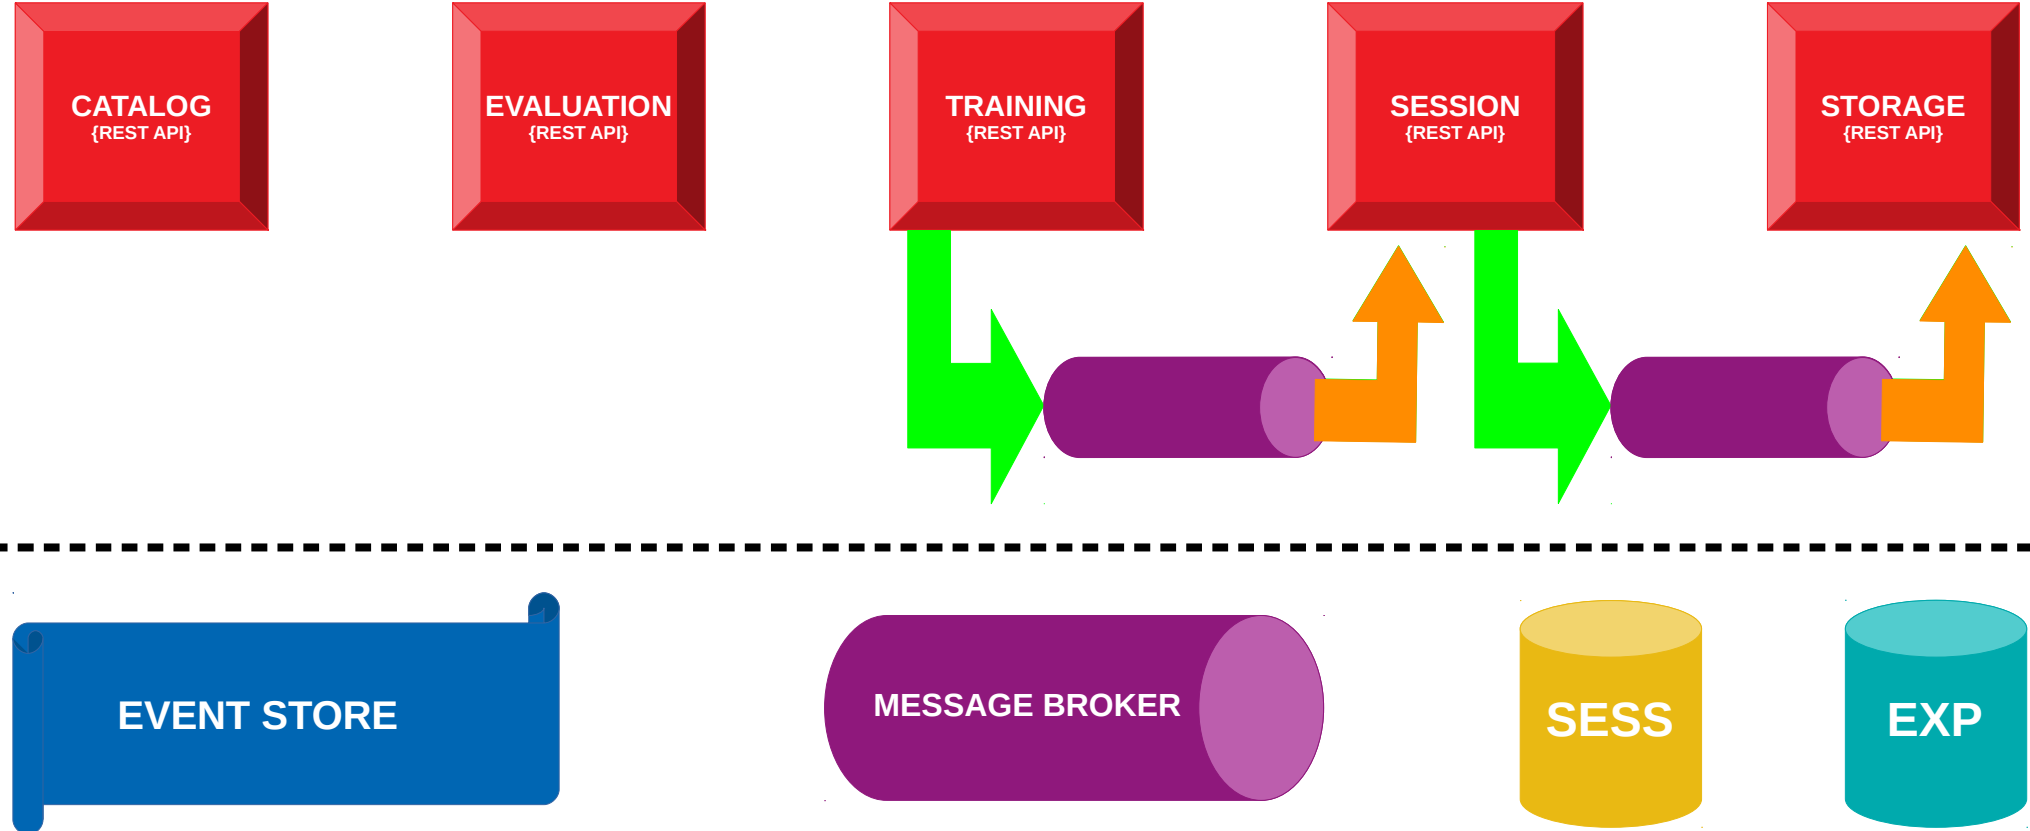 CATALOG
{REST API}
EVALUATION
{REST API}
TRAINING
{REST API}
SESSION
{REST API}
STORAGE
{REST API}
EVENT STORE
MESSAGE BROKER
SESS
EXP